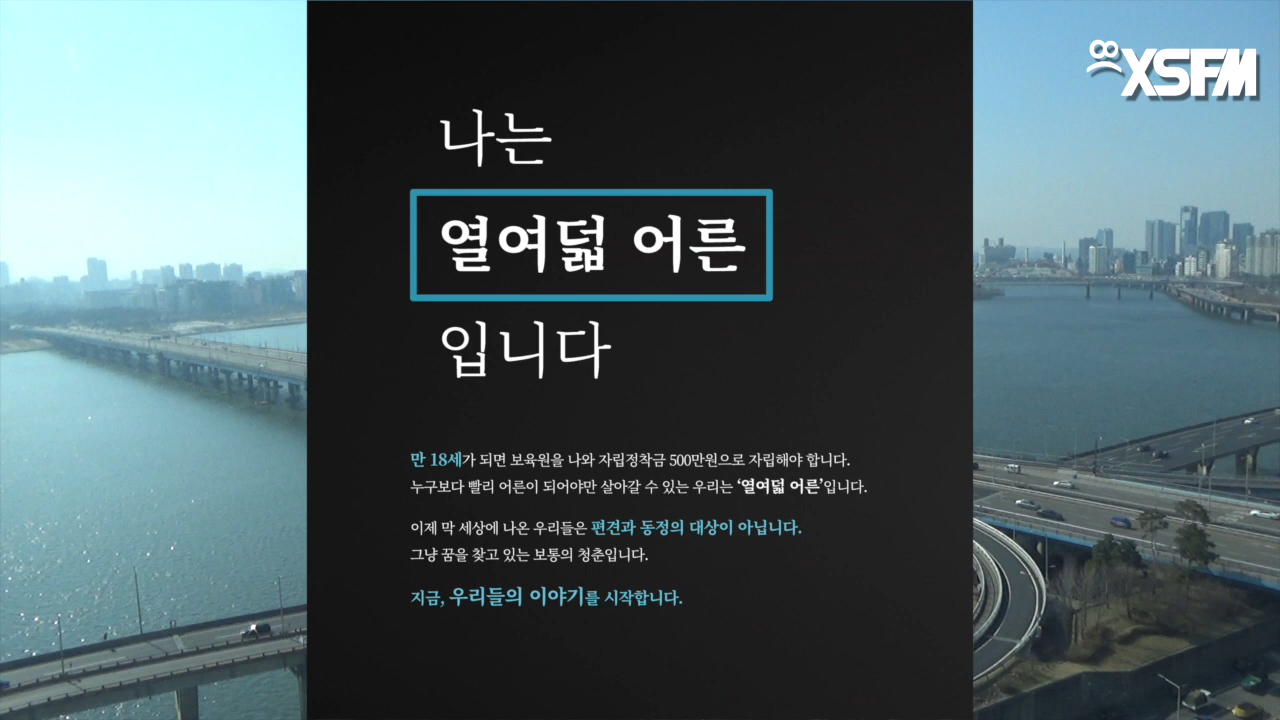 XSFM
나는
열여덟 어른
입니다
만 18세가 되면 보육원을 나와 자립정착금 500만원으로 자립해야 합니다.
누구보다 빨리 어른이 되어야만 살아갈 수 있는 우리는 ‘열여덟 어른’입니다.
이제 막 세상에 나온 우리들은 편견과 동정의 대상이 아닙니다.
그냥 꿈을 찾고 있는 보통의 청춘입니다.
지금, 우리들의 이야기를 시작합니다.